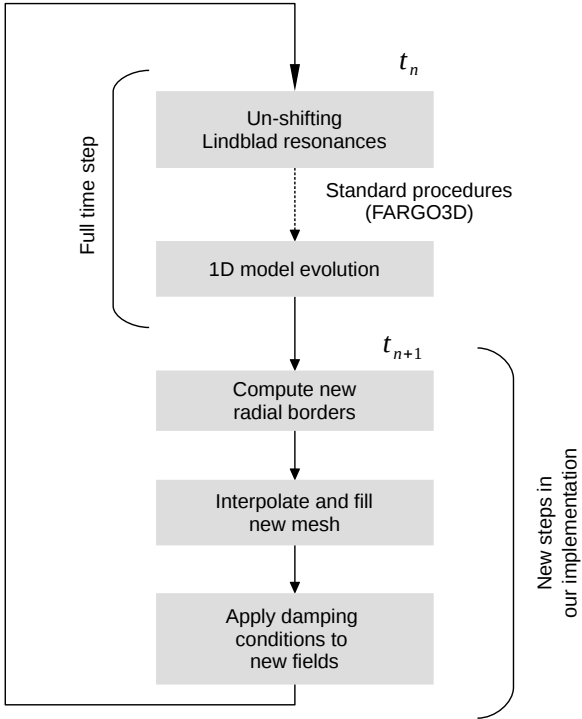 t_n
Un-shifting
Lindblad resonances
Full time step
Standard procedures
(FARGO3D)
1D model evolution
t_{n+1}
Compute new
radial borders
Interpolate and fill
new mesh
New steps in
our implementation
Apply damping
conditions to
new fields